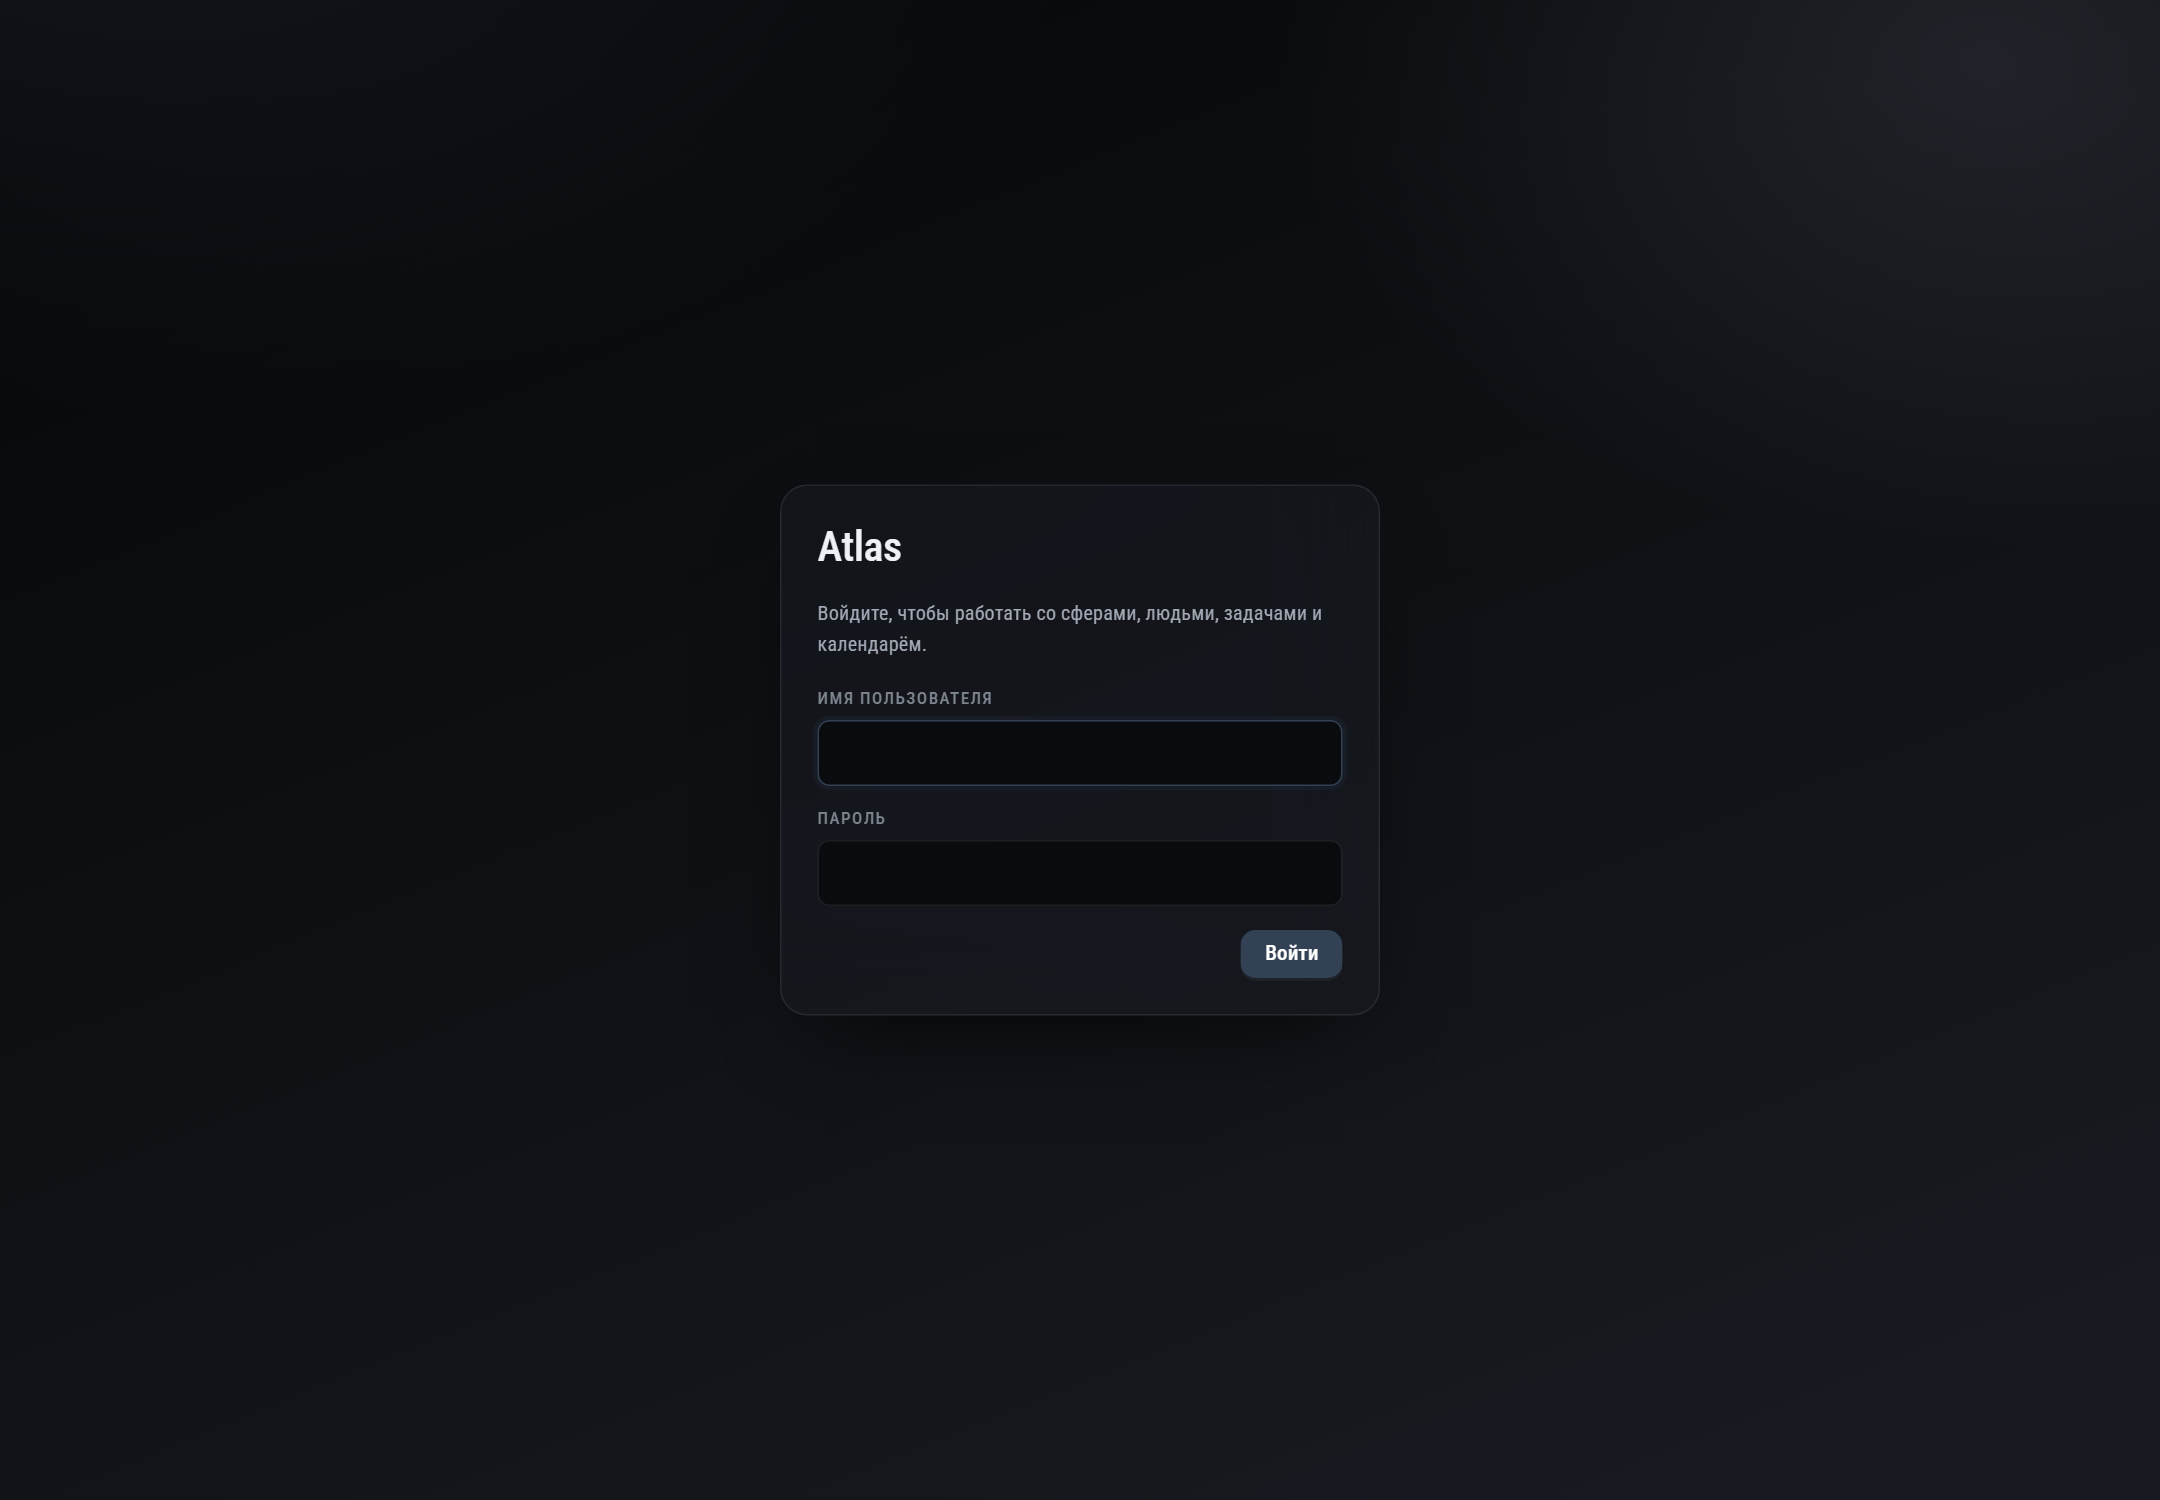 Atlas
Войдите, чтобы работать со сферами, людьми, задачами и
календарём.
ИМЯ ПОЛЬЗОВАТЕЛЯ
ПАРОЛЬ
Войти